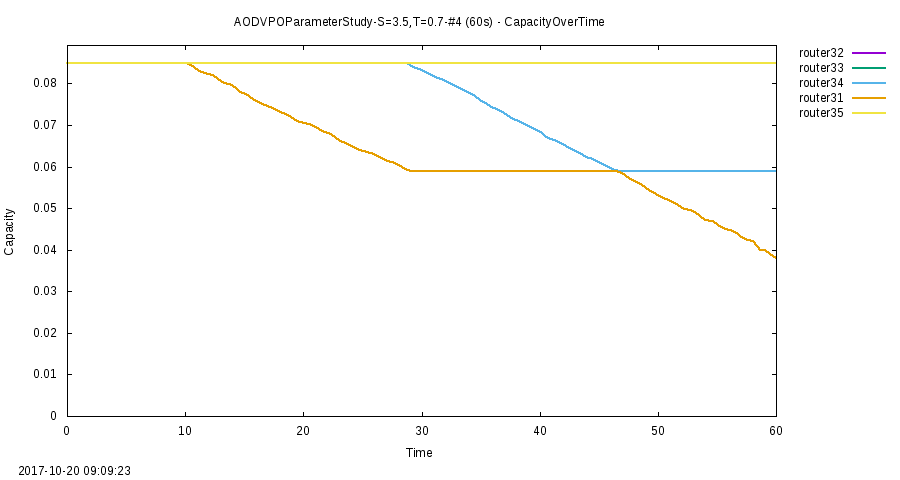 AODVPOParameterStudy-S=3.5,T=0.7-#4 (60s) - CapacityOverTime
router32
router33
router34
router31
router35
0.08
0.07
0.06
0.05
0.04
0.03
0.02
0.01
0
Capacity
0 10 20 30 40 50 60
Time
2017-10-20 09:09:23